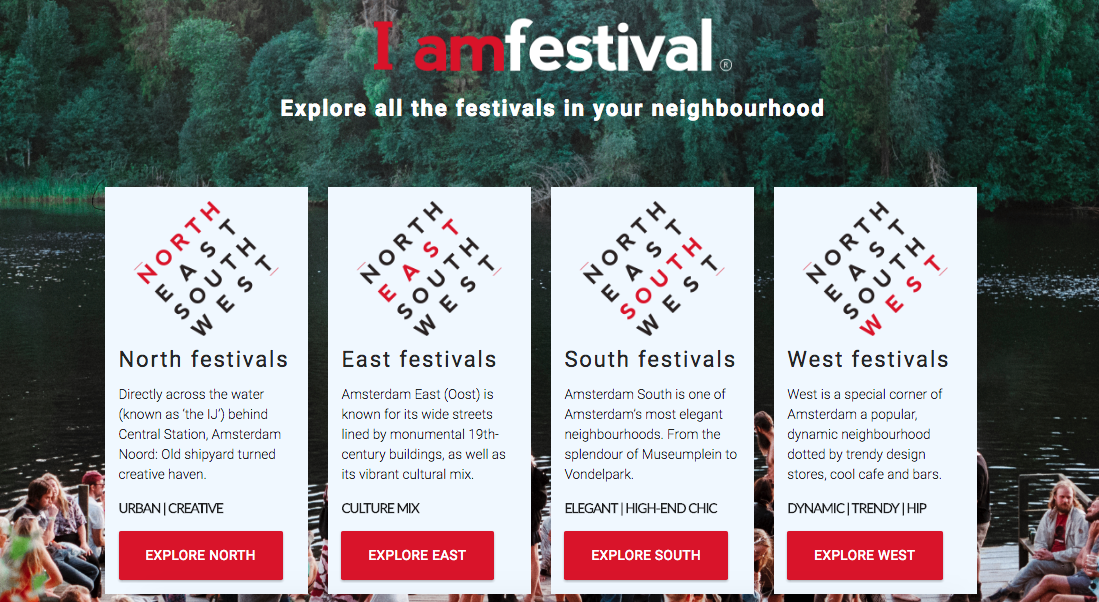 I amfestival®
Explore all the festivals in your neighbourhood
NORTH
EAST
SOUTH
WEST
North festivals
Directly across the water
(known as ‘the IJ’) behind
Central Station, Amsterdam
Noord: Old shipyard turned
creative haven.
URBAN | CREATIVE
EXPLORE NORTH
NORTH
EAST
SOUTH
WEST
East festivals
Amsterdam East (Oost) is
known for its wide streets
lined by monumental 19th-
century buildings, as well as
its vibrant cultural mix.
CULTURE MIX
EXPLORE EAST
NORTH
EAST
SOUTH
WEST
South festivals
Amsterdam South is one of
Amsterdam’s most elegant
neighbourhoods. From the
splendour of Museumplein to
Vondelpark.
ELEGANT | HIGH-END CHIC
EXPLORE SOUTH
NORTH
EAST
SOUTH
WEST
West festivals
West is a special corner of
Amsterdam a popular,
dynamic neighbourhood
dotted by trendy design
stores, cool cafe and bars.
DYNAMIC | TRENDY | HIP
EXPLORE WEST